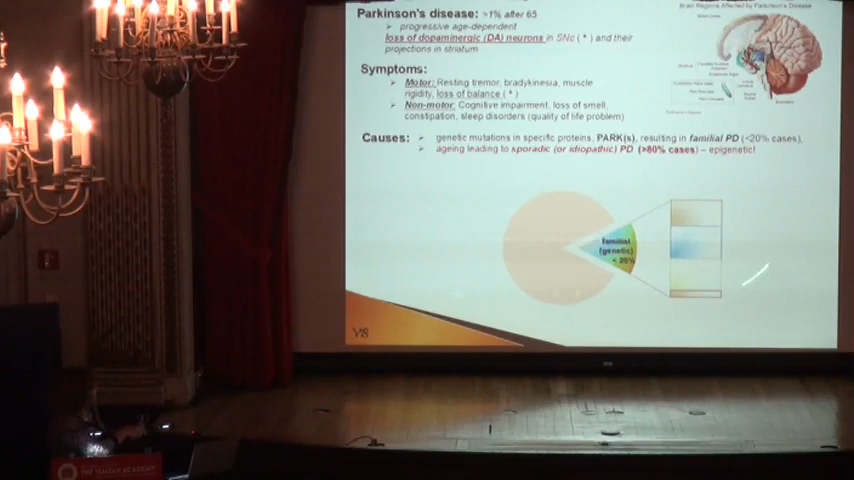 Parkinson's disease: >1% after 65
➢ progressive age-dependent
loss of dopaminergic (DA) neurons in SNc (*) and their
projections in striatum
Symptoms:
➢ Motor: Resting tremor, bradykinesia, muscle
rigidity, loss of balance (*)
➢ Non-motor: Cognitive impairment, loss of smell,
constipation, sleep disorders (quality of life problem)
Causes: ➢ genetic mutations in specific proteins, PARK(s), resulting in familial PD (<20% cases),
➢ ageing leading to sporadic (or idiopathic) PD (>80% cases) – epigenetic!
Brain Regions Affected by Parkinson's Disease
familial
(genetic)
< 20%
THE ITALIAN ACADEMY